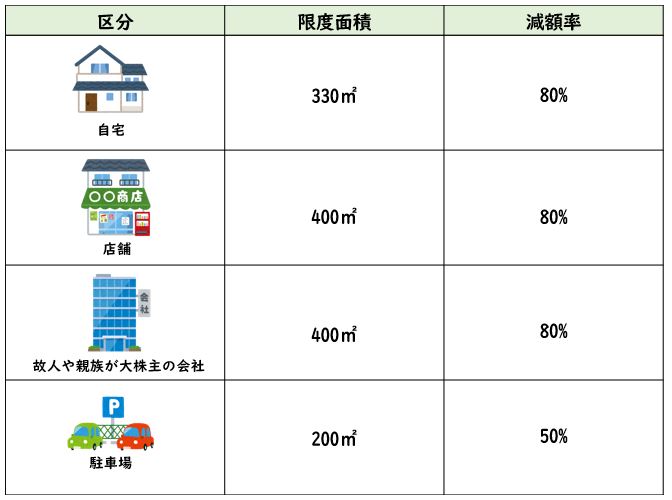 区分 限度面積 減額率
自宅 330㎡ 80%
〇〇商店
店舗 400㎡ 80%
会社
故人や親族が大株主の会社 400㎡ 80%
P
駐車場 200㎡ 50%